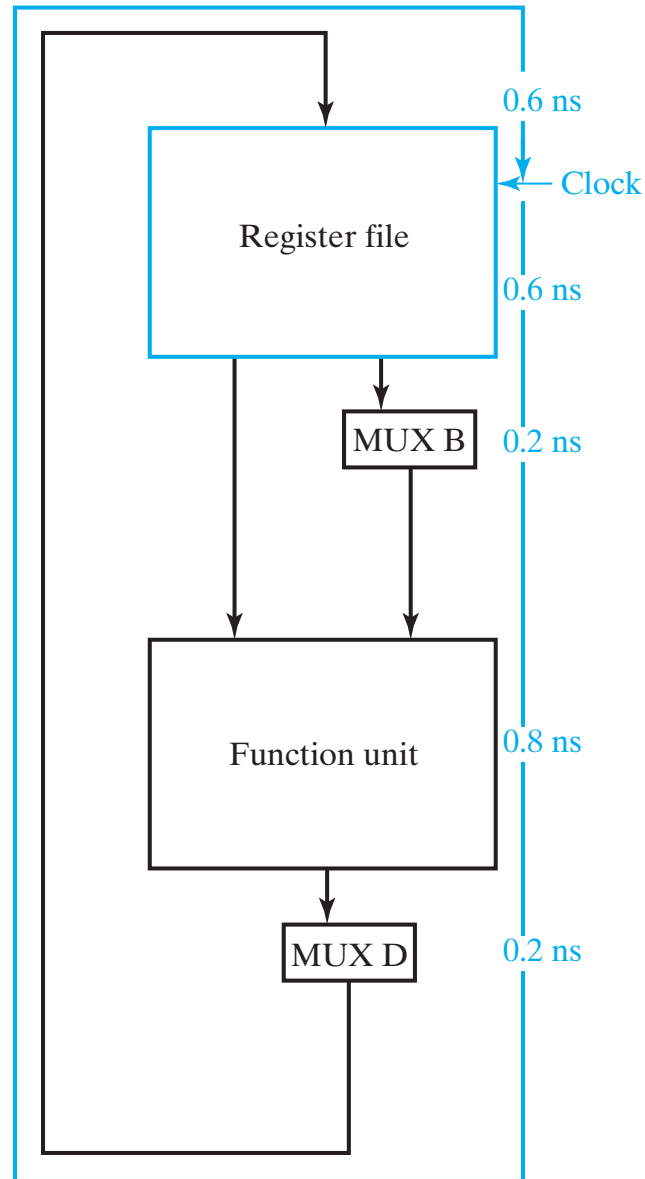 0.6 ns
Clock
Register file
0.6 ns
MUX B
0.2 ns
Function unit
0.8 ns
MUX D
0.2 ns